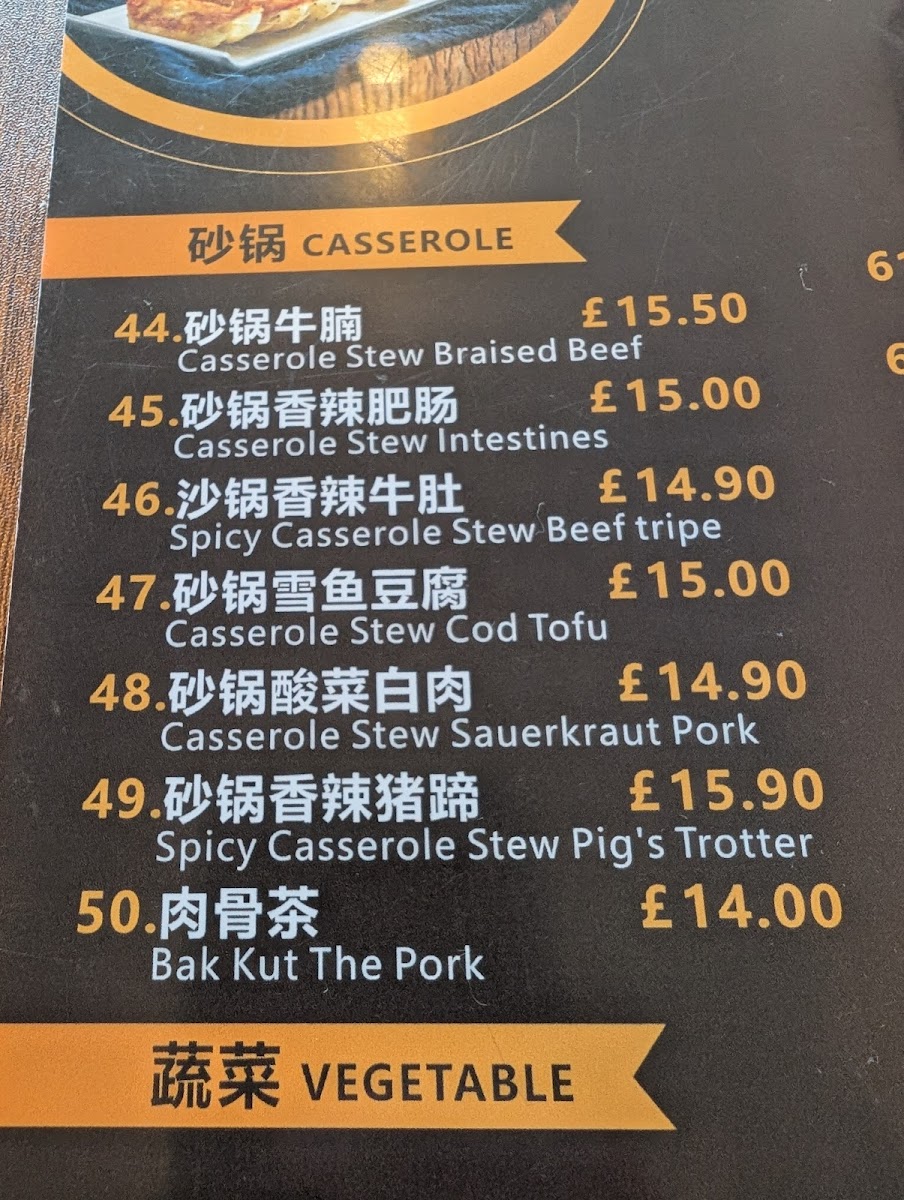 砂锅 CASSEROLE
44.砂锅牛腩 £15.50
Casserole Stew Braised Beef
45.砂锅香辣肥肠 £15.00
Casserole Stew Intestines
46.沙锅香辣牛肚 £14.90
Spicy Casserole Stew Beef tripe
47.砂锅雪鱼豆腐 £15.00
Casserole Stew Cod Tofu
48.砂锅酸菜白肉 £14.90
Casserole Stew Sauerkraut Pork
49.砂锅香辣猪蹄 £15.90
Spicy Casserole Stew Pig's Trotter
50.肉骨茶 £14.00
Bak Kut The Pork
蔬菜 VEGETABLE